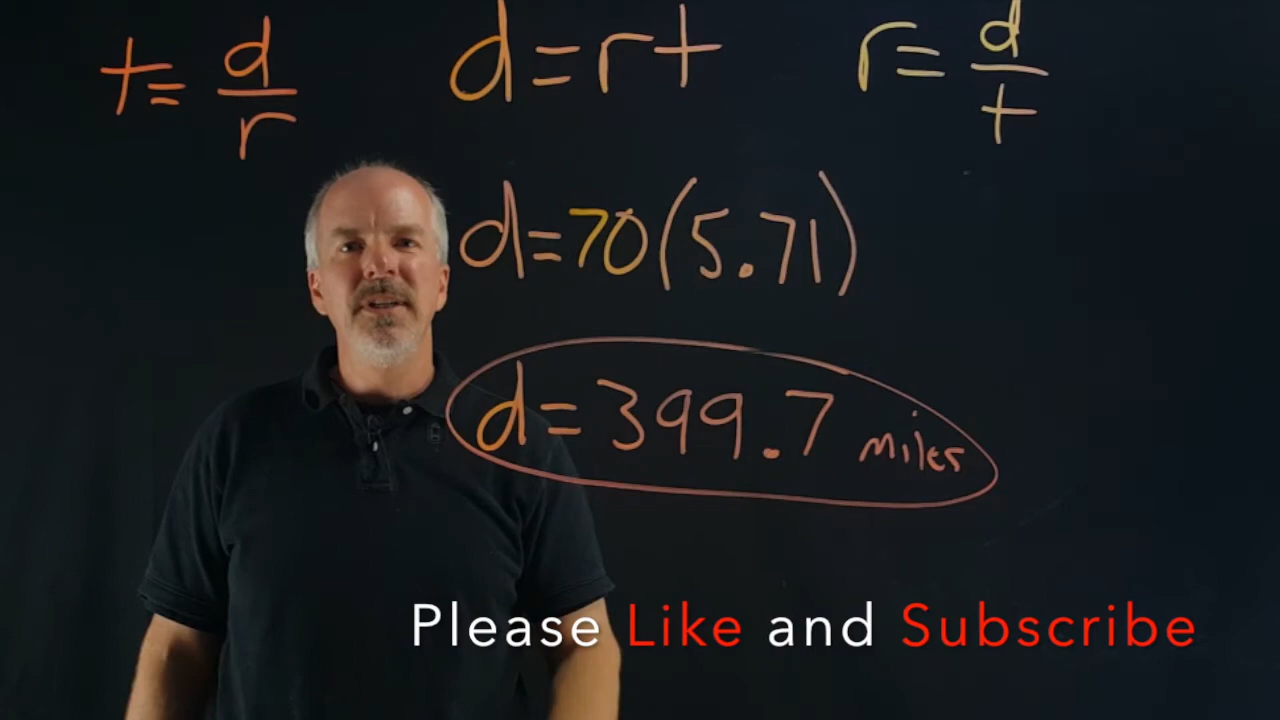 t = d/r
d = rt
r = d/t
d = 70(5.71)
d = 399.7 miles
Please Like and Subscribe